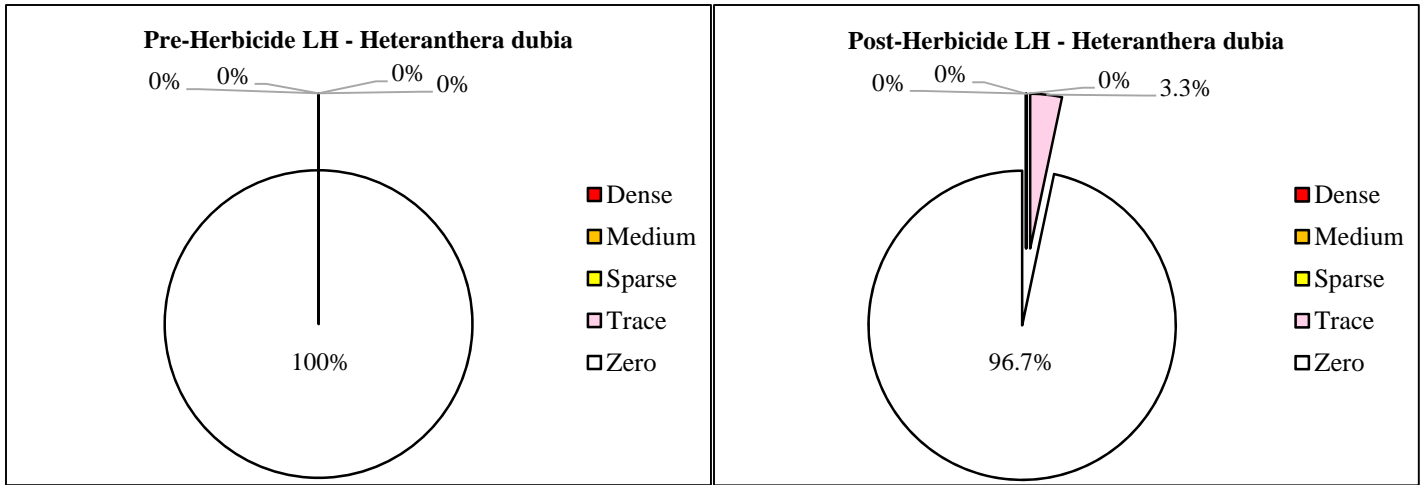 Pre-Herbicide LH - Heteranthera dubia
0%
0%
0%
0%
100%
Dense
Medium
Sparse
Trace
Zero
Post-Herbicide LH - Heteranthera dubia
0%
0%
0%
3.3%
96.7%
Dense
Medium
Sparse
Trace
Zero